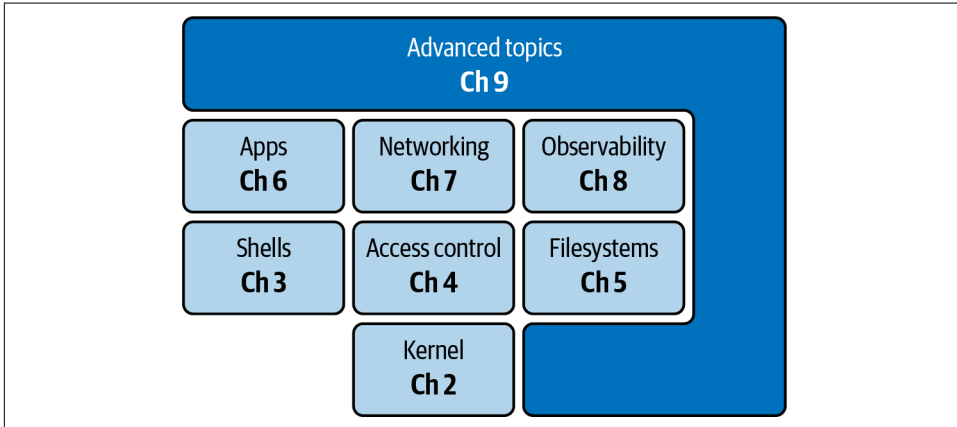 Advanced topics
Ch 9
Apps
Ch 6
Networking
Ch 7
Observability
Ch 8
Shells
Ch 3
Access control
Ch 4
Filesystems
Ch 5
Kernel
Ch 2